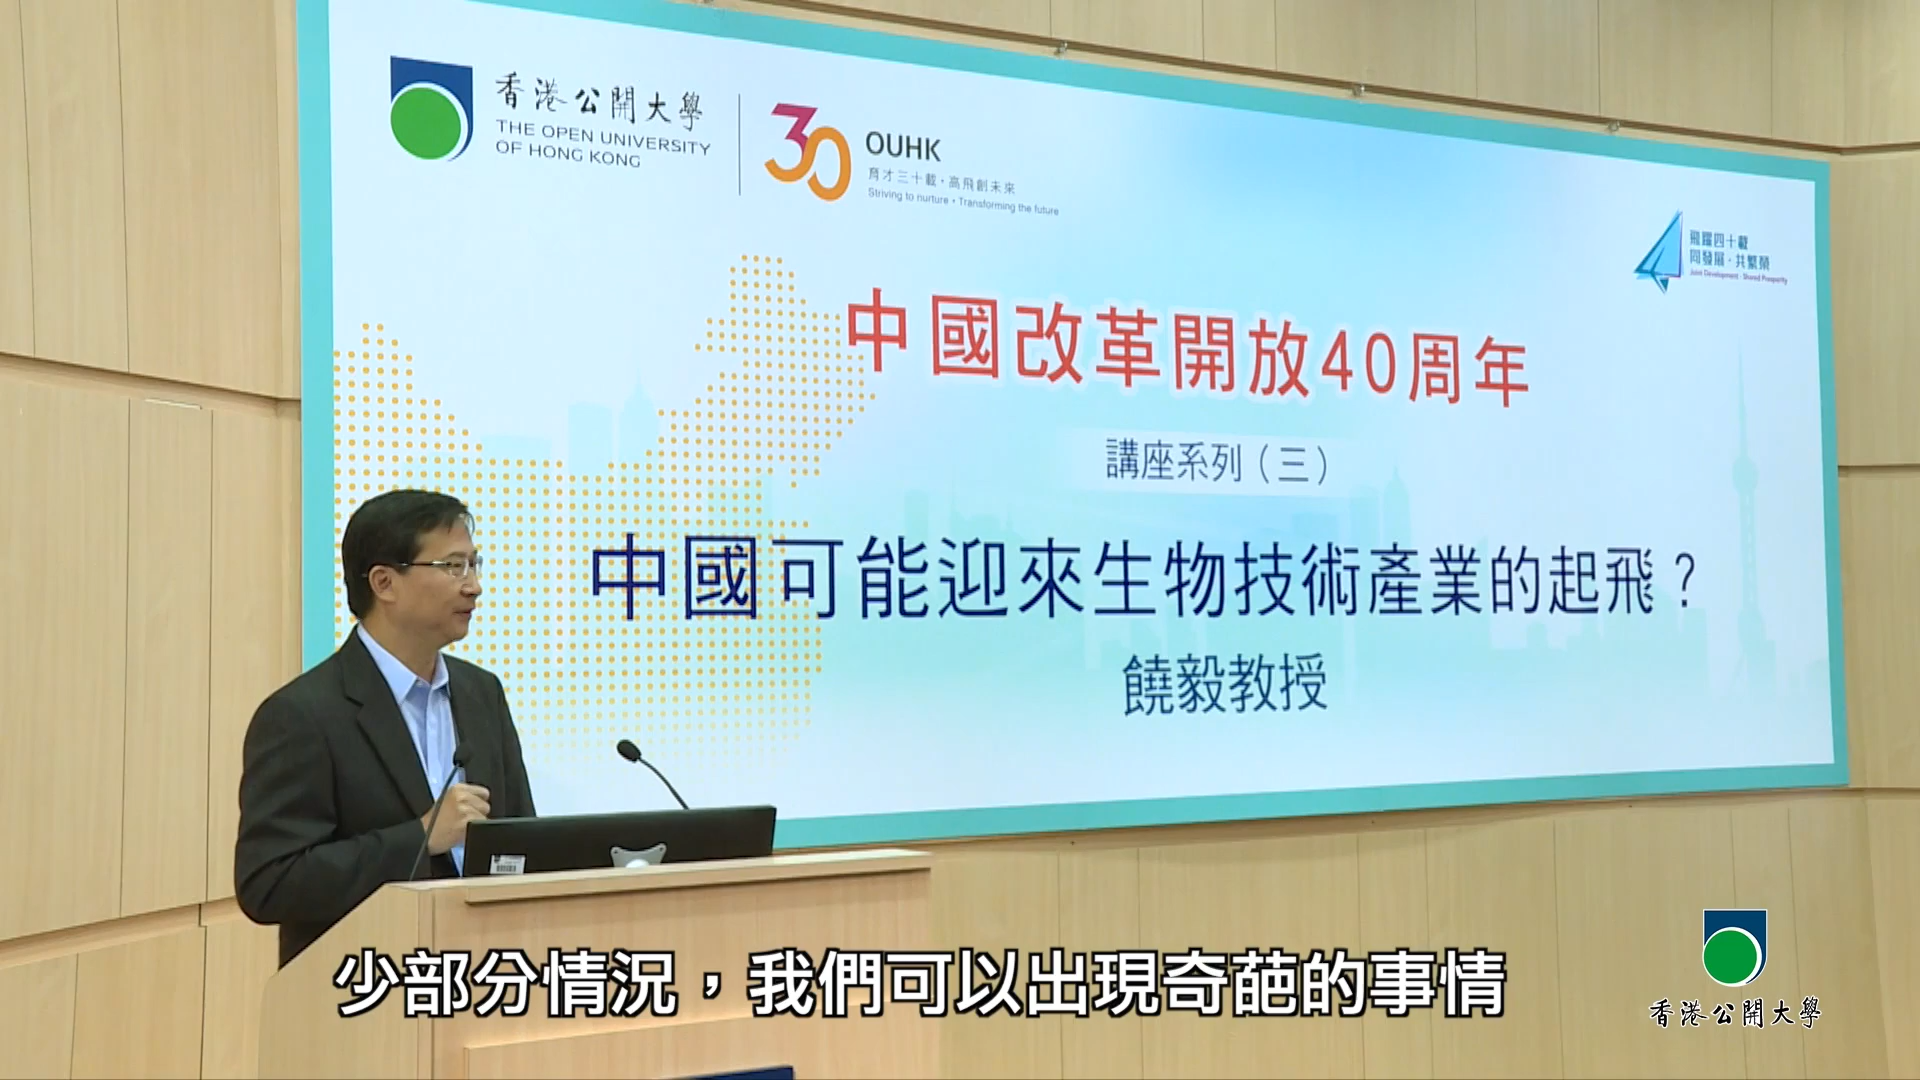 香港公開大學
THE OPEN UNIVERSITY
OF HONG KONG
30
OUHK
育才三十載・高飛創未來
Striving to nurture • Transforming the future
飛躍四十載
同發展・共繁榮
Joint Development · Shared Prosperity
中國改革開放40周年
講座系列（三）
中國可能迎來生物技術產業的起飛？
饒毅教授
少部分情況，我們可以出現奇葩的事情
香港公開大學